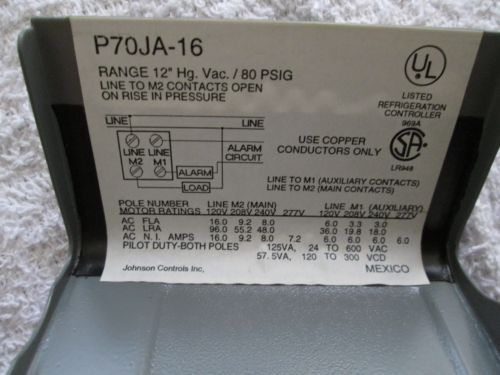 P70JA-16
RANGE 12" Hg. Vac. / 80 PSIG
LINE TO M2 CONTACTS OPEN
ON RISE IN PRESSURE
UL
LISTED
REFRIGERATION
CONTROLLER
969A
SA
LR948
LINE LINE
LINE LINE
M2 M1
ALARM
CIRCUIT
ALARM
LOAD
USE COPPER
CONDUCTORS ONLY
LINE TO M1 (AUXILIARY CONTACTS)
LINE TO M2 (MAIN CONTACTS)
POLE NUMBER LINE M2 (MAIN) LINE M1 (AUXILIARY)
MOTOR RATINGS 120V 208V 240V 277V 120V 208V 240V 277V
AC FLA 16.0 9.2 8.0 6.0 3.3 3.0
AC LRA 96.0 55.2 48.0 36.0 19.8 18.0
AC N.I. AMPS 16.0 9.2 8.0 7.2 6.0 6.0 6.0 6.0
PILOT DUTY-BOTH POLES 125VA, 24 TO 600 VAC
57.5VA, 120 TO 300 VCD
Johnson Controls Inc, MEXICO